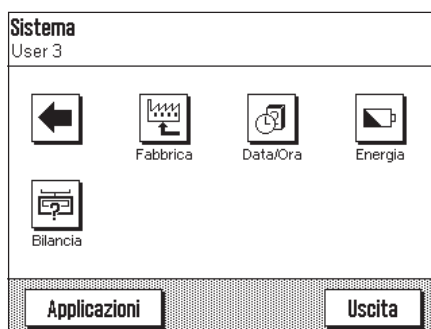 Sistema
User 3
Fabbrica
Data/Ora
Energia
?
Bilancia
Applicazioni
Uscita